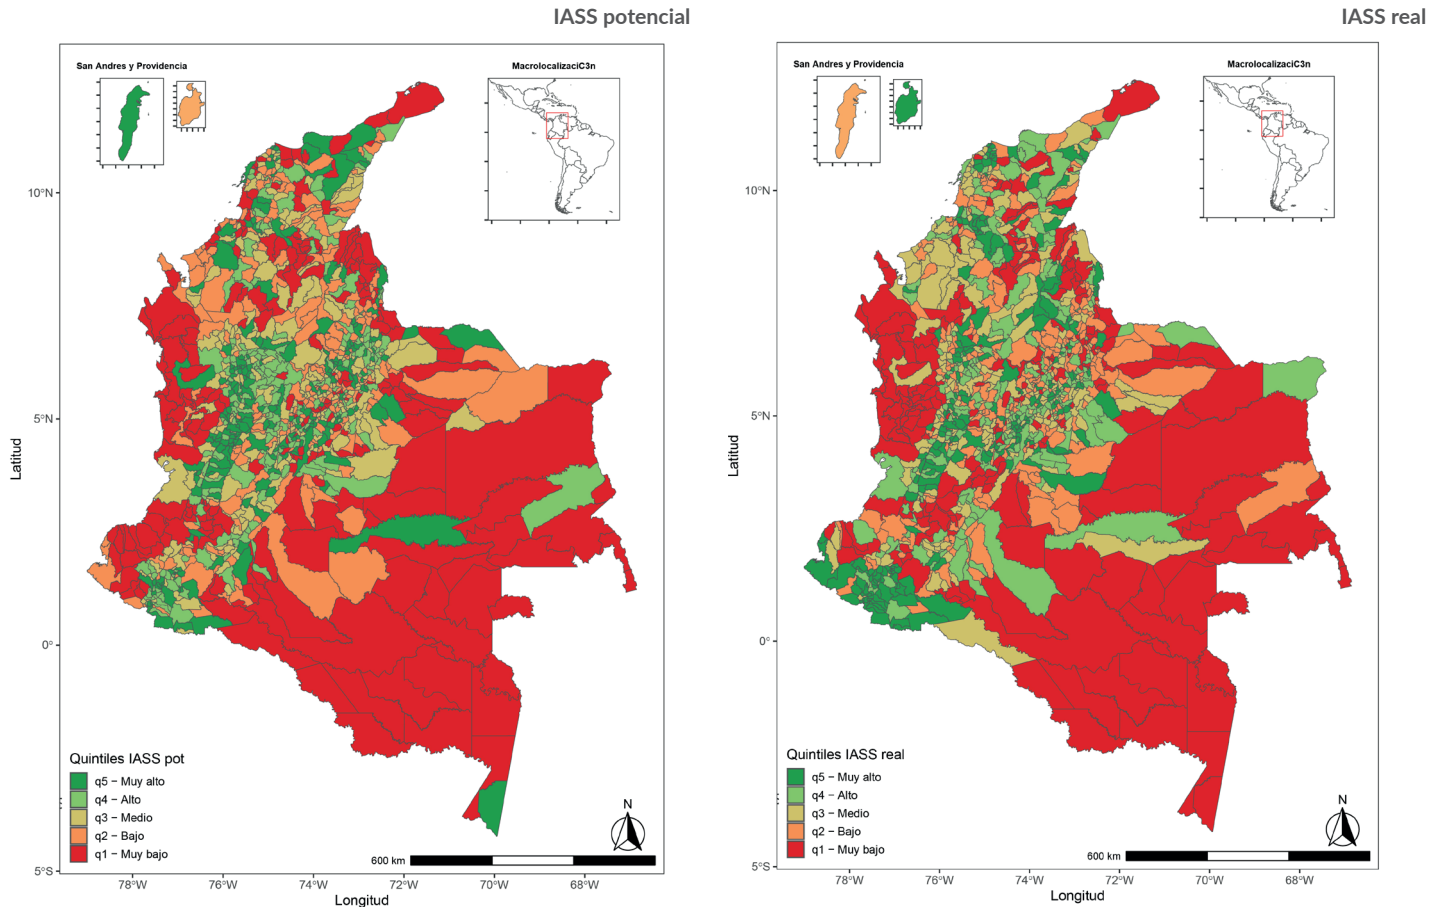 IASS potencial
San Andres y Providencia
MacrolocalizaciC3n
10°N
5°N
0°
5°S
Latitud
Quintiles IASS pot
q5 − Muy alto
q4 − Alto
q3 − Medio
q2 − Bajo
q1 − Muy bajo
N
600 km
78°W
76°W
74°W
72°W
70°W
68°W
Longitud
IASS real
San Andres y Providencia
MacrolocalizaciC3n
10°N
5°N
0°
5°S
Latitud
Quintiles IASS real
q5 − Muy alto
q4 − Alto
q3 − Medio
q2 − Bajo
q1 − Muy bajo
N
600 km
78°W
76°W
74°W
72°W
70°W
68°W
Longitud